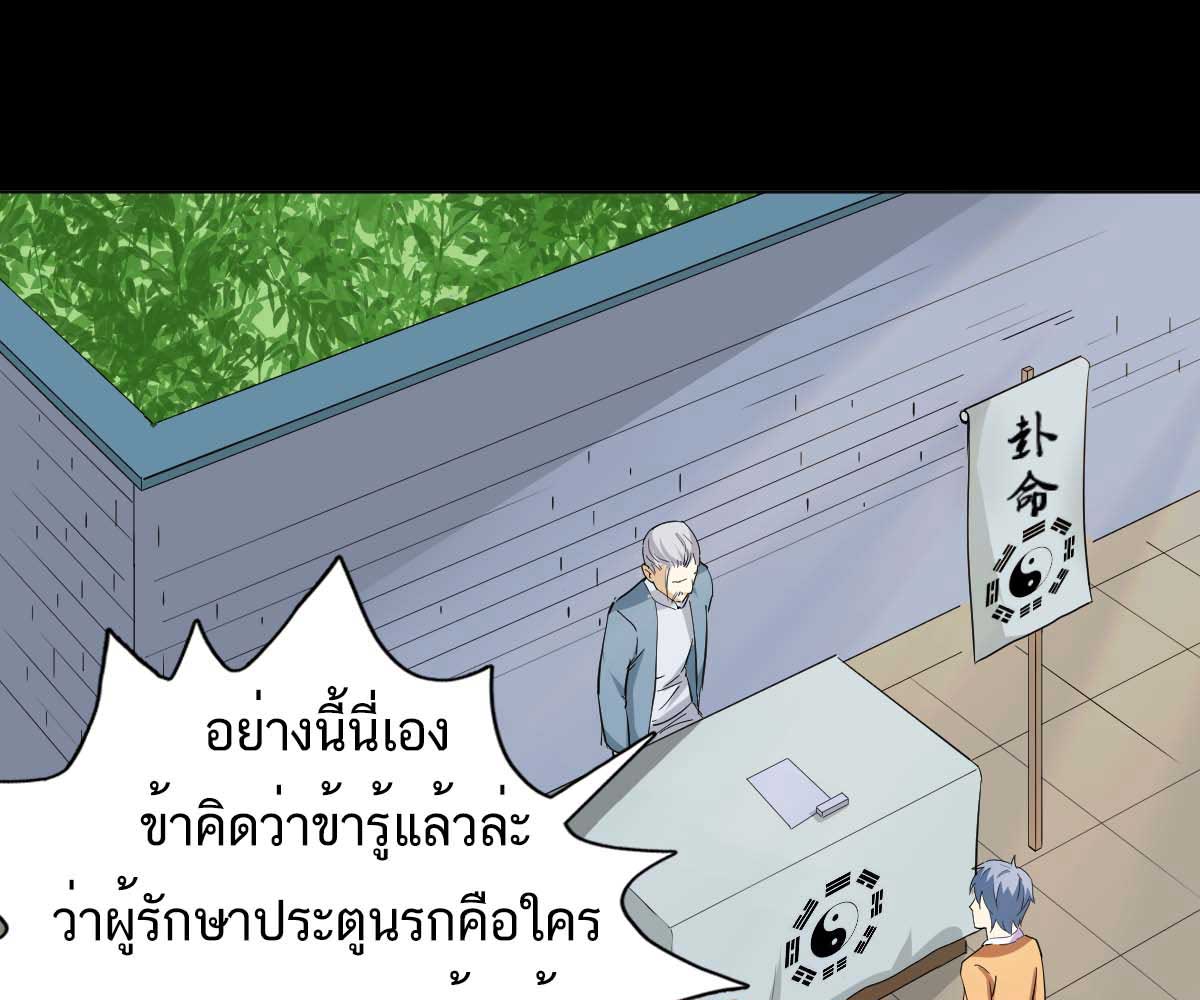 卦命
อย่างนี้นี่เอง
ข้าคิดว่าข้ารู้แล้วล่ะ
ว่าผู้รักษาประตูนรกคือใคร